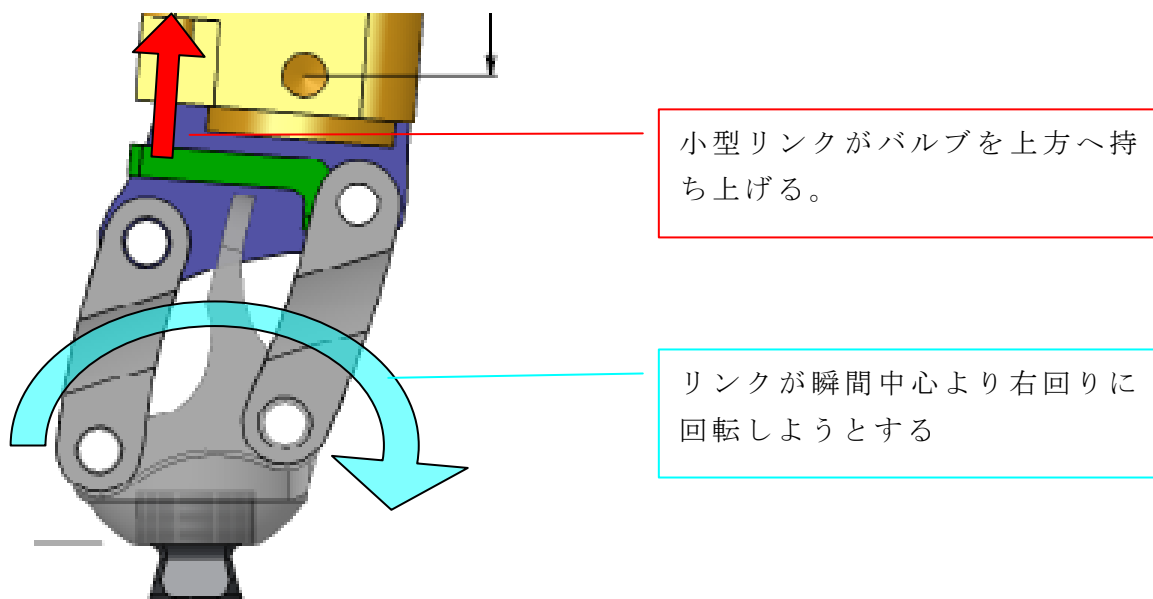 小型リンクがバルブを上方へ持
ち上げる。
リンクが瞬間中心より右回りに
回転しようとする